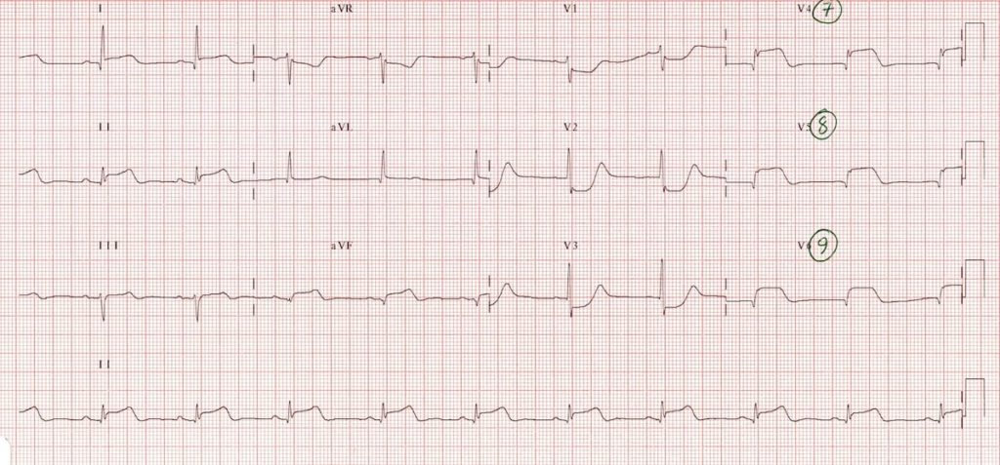 I aVR V1 V4 7
II aVL V2 V5 8
III aVF V3 V6 9
II